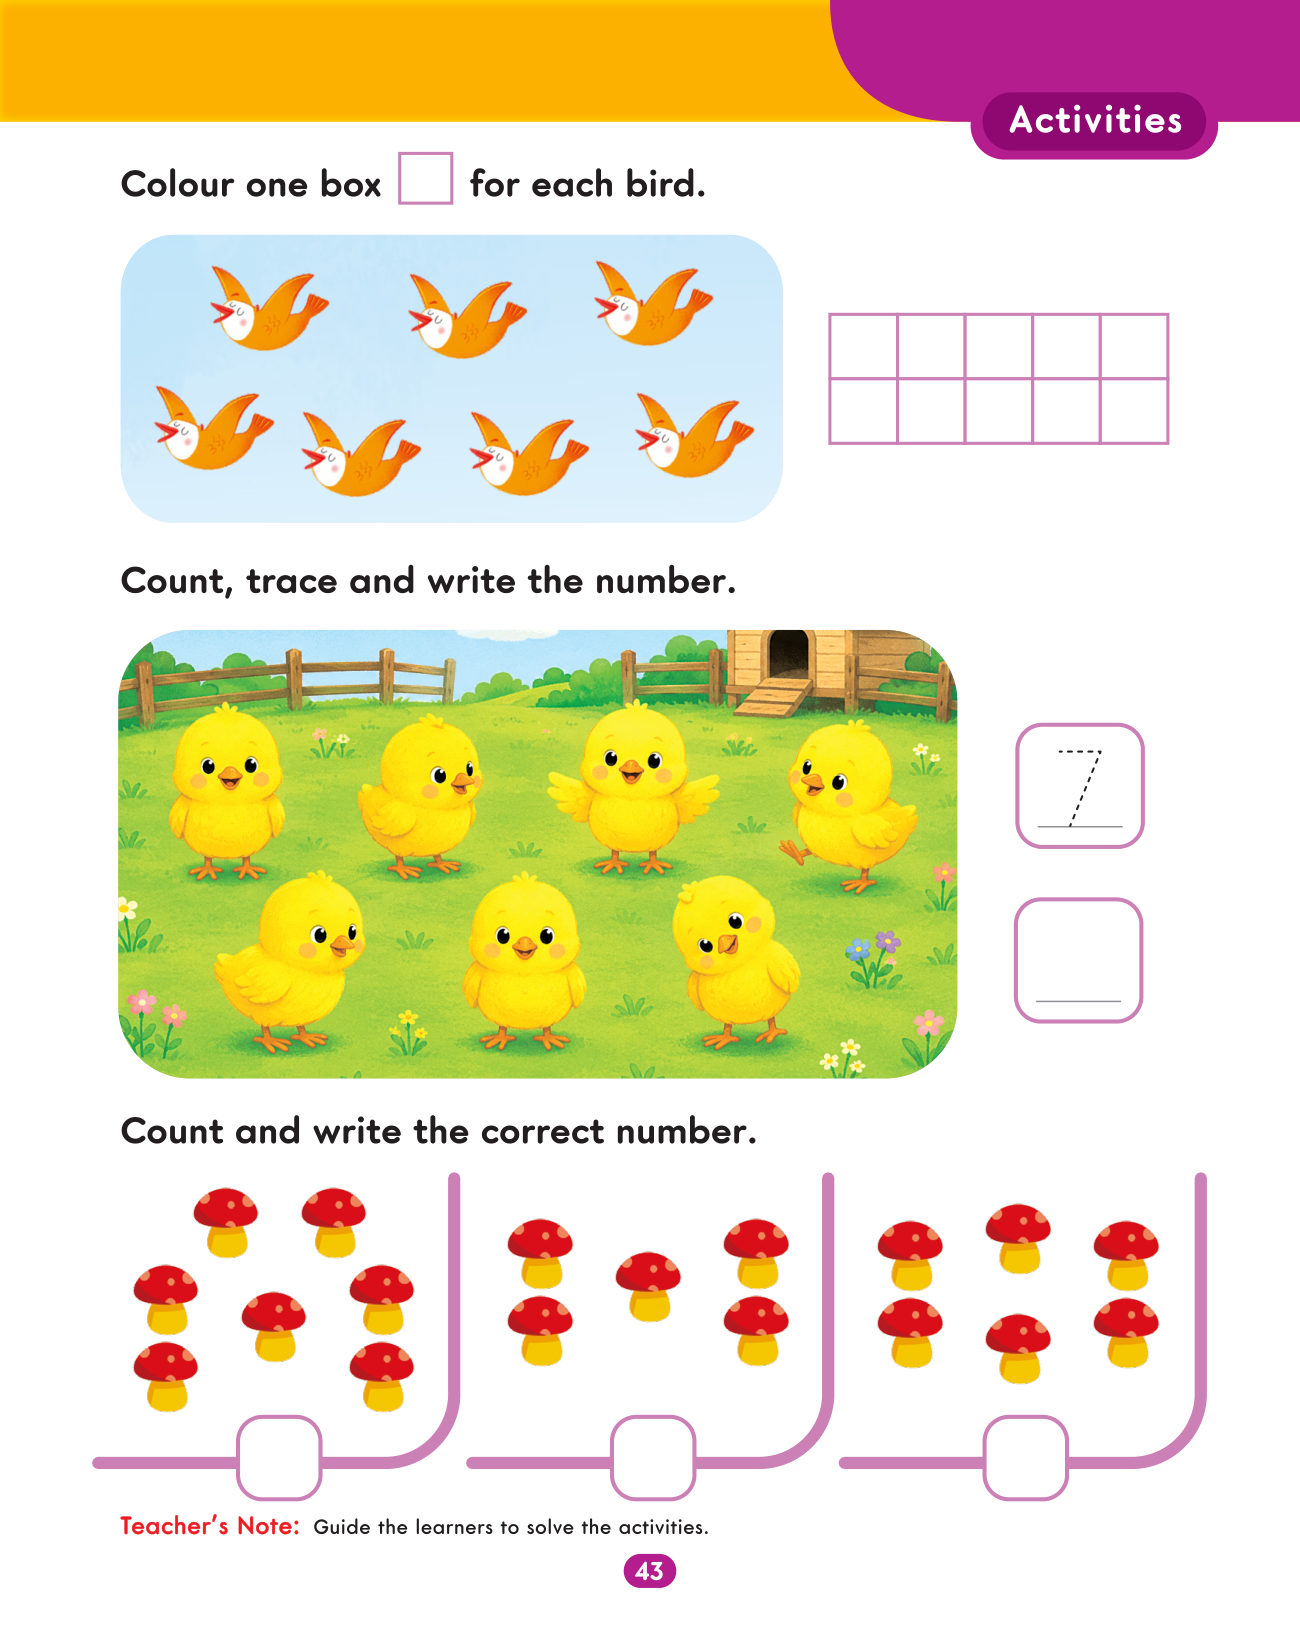 Activities
Colour one box for each bird.
Count, trace and write the number.
7
Count and write the correct number.
Teacher's Note: Guide the learners to solve the activities.
43